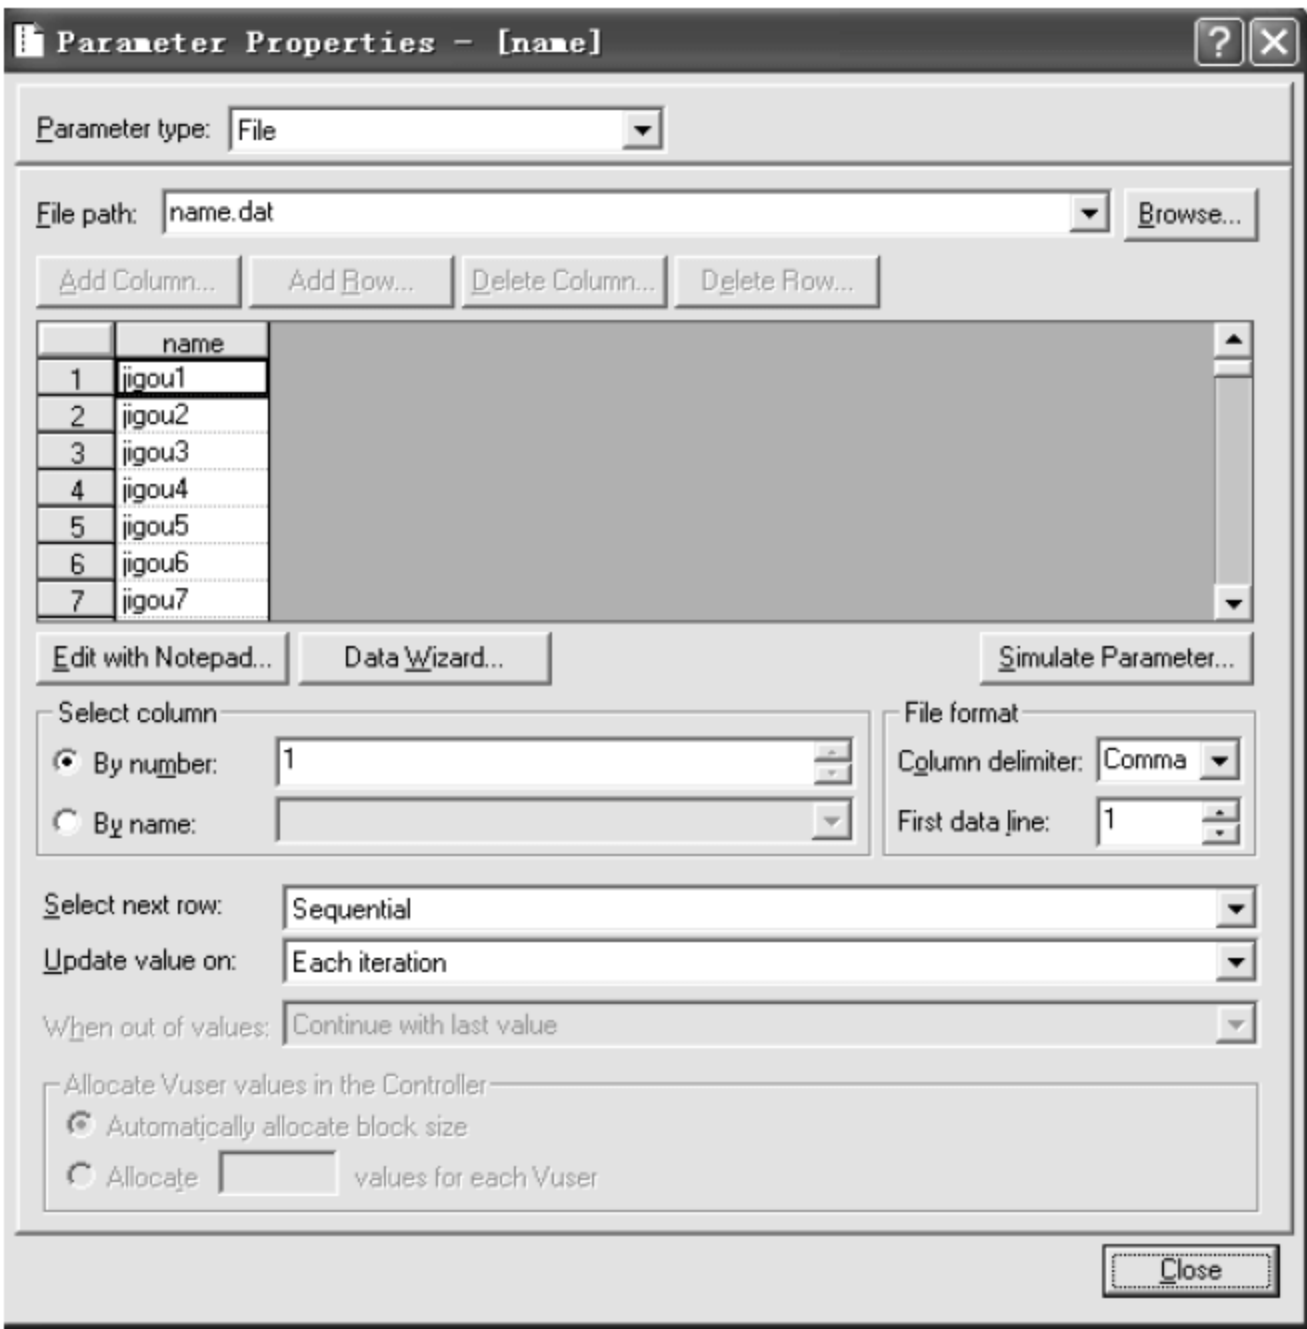 Parameter Properties - [name]
Parameter type: File
File path: name.dat Browse...
Add Column... Add Row... Delete Column... Delete Row...
name
1 jigou1
2 jigou2
3 jigou3
4 jigou4
5 jigou5
6 jigou6
7 jigou7
Edit with Notepad... Data Wizard... Simulate Parameter...
Select column File format
By number: 1 Column delimiter: Comma
By name: First data line: 1
Select next row: Sequential
Update value on: Each iteration
When out of values: Continue with last value
Allocate Vuser values in the Controller
Automatically allocate block size
Allocate values for each Vuser
Close